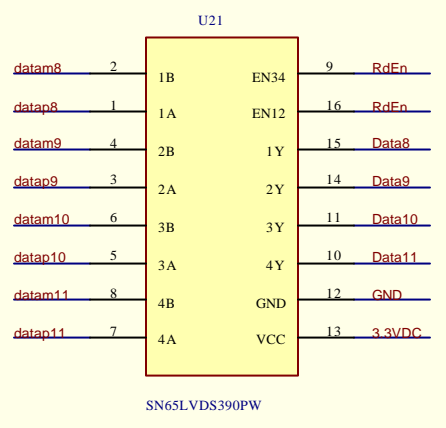 U21
datam8 2 1B EN34 9 RdEn
datap8 1 1A EN12 16 RdEn
datam9 4 2B 1Y 15 Data8
datap9 3 2A 2Y 14 Data9
datam10 6 3B 3Y 11 Data10
datap10 5 3A 4Y 10 Data11
datam11 8 4B GND 12 GND
datap11 7 4A VCC 13 3.3VDC
SN65LVDS390PW